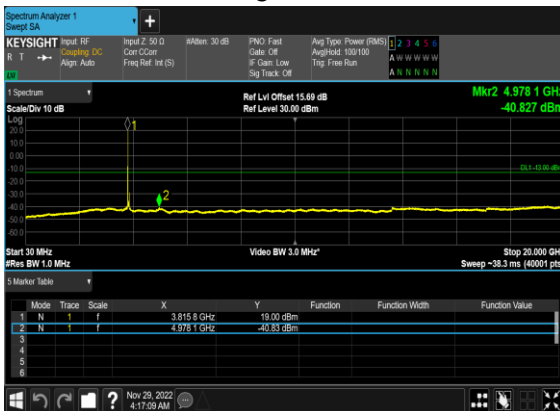 Spectrum Analyzer 1
Swept SA
KEYSIGHT Input: RF Input Z: 50 Ω #Atten: 30 dB PNO: Fast Avg Type: Power (RMS) 1 2 3 4 5 6
R T Coupling: DC Corr CCorr Gate: Off Avg|Hold: 100/100 A W W W W W
Align: Auto Freq Ref: Int (S) IF Gain: Low Trig: Free Run
LV Sig Track: Off A N N N N N
1 Spectrum Ref Lvl Offset 15.69 dB Mkr2 4.978 1 GHz
Scale/Div 10 dB Ref Level 30.00 dBm -40.827 dBm
Log
20.0
10.0
0.00
-10.0
-20.0
-30.0
-40.0
-50.0
-60.0
1
2
DL1 -13.00 dBm
Start 30 MHz Video BW 3.0 MHz* Stop 20.000 GHz
#Res BW 1.0 MHz Sweep ~38.3 ms (40001 pts)
5 Marker Table
Mode Trace Scale X Y Function Function Width Function Value
1 N 1 f 3.815 8 GHz 19.00 dBm
2 N 1 f 4.978 1 GHz -40.83 dBm
3
4
5
6
? Nov 29, 2022
4:17:09 AM